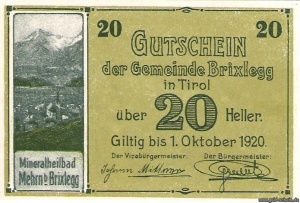 20 20
GUTSCHEIN
der Gemeinde Brixlegg
in Tirol
über 20 Heller.
Giltig bis 1. Oktober 1920.
Der Vizebürgermeister: Der Bürgermeister:
Mineralheilbad
Mehrn b. Brixlegg